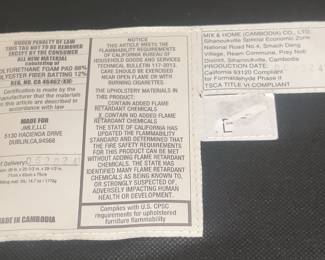 UNDER PENALTY OF LAW
THIS TAG NOT TO BE REMOVED
EXCEPT BY THE CONSUMER
ALL NEW MATERIAL
consisting of
POLYURETHANE FOAM PAD 88%
POLYESTER FIBER BATTING 12%
REG. NO. CA 
Certification is made by the
manufacturer that the materials
in this article are described in
accordance with law.
MADE FOR
JMLE,LLC
5130 HACIENDA DRIVE
DUBLIN,CA, 94568
of Delivery: 052024
MADE IN CAMBODIA
NOTICE
THIS ARTICLE MEETS THE
FLAMMABILITY REQUIREMENTS
OF CALIFORNIA BUREAU OF
HOUSEHOLD GOODS AND SERVICES
TECHNICAL BULLETIN 117-2013.
CARE SHOULD BE EXERCISED
NEAR OPEN FLAME OR WITH
BURNING CIGARETTES
THE UPHOLSTERY MATERIALS IN
THIS PRODUCT:
CONTAIN ADDED FLAME
RETARDANT CHEMICALS
X CONTAIN NO ADDED FLAME
RETARDANT CHEMICALS
THE STATE OF CALIFORNIA HAS
UPDATED THE FLAMMABILITY
STANDARD AND DETERMINED THAT
THE FIRE SAFETY REQUIREMENTS
FOR THIS PRODUCT CAN BE MET
WITHOUT ADDING FLAME RETARDANT
CHEMICALS. THE STATE HAS
IDENTIFIED MANY FLAME RETARDANT
CHEMICALS AS BEING KNOWN TO,
OR STRONGLY SUSPECTED OF,
ADVERSELY IMPACTING HUMAN
HEALTH OR DEVELOPMENT.
Complies with U.S. CPSC
requirements for upholstered
furniture flammability
MIX & HOME (CAMBODIA) CO., LTD.
Sihanoukville Special Economic Zone
National Road No.4, Smach Deng
Village, Ream Commune, Prey Nob
District, Sihanoukville, Cambodia
PRODUCTION DATE:
California 93120 Compliant
for Formaldehyde Phase II
TSCA TITLE VI COMPLIANT
E